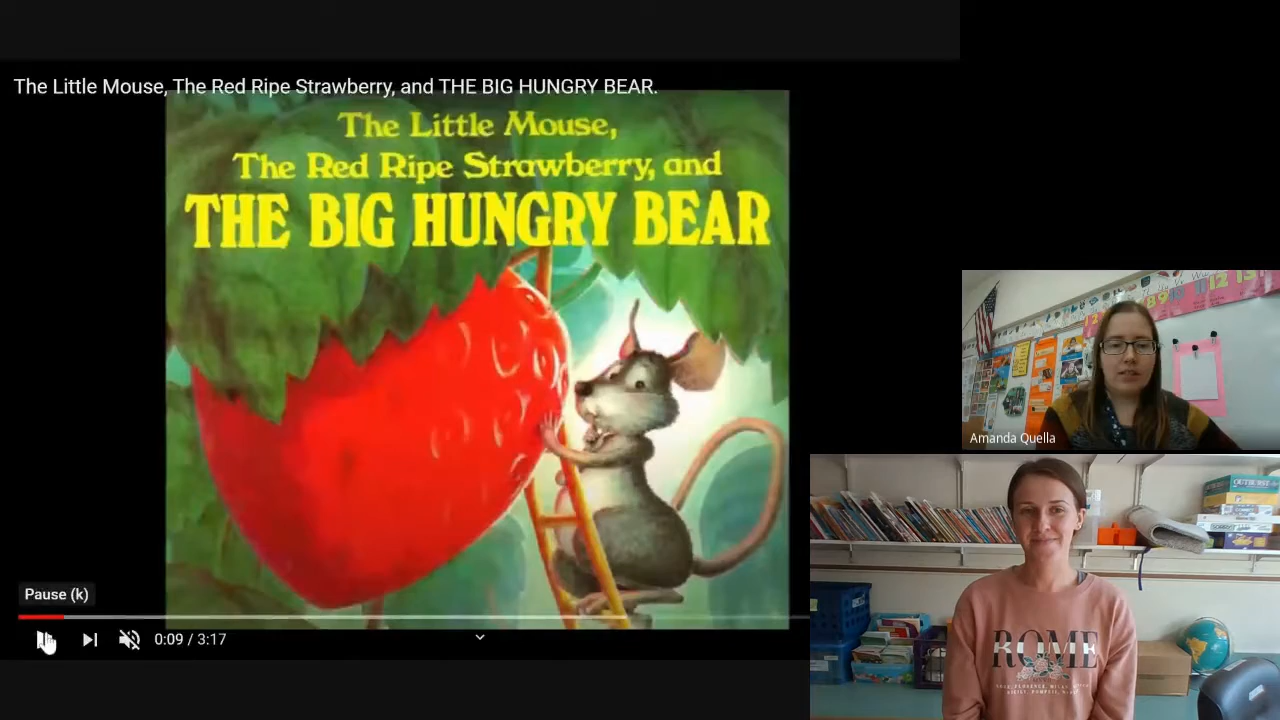 The Little Mouse, The Red Ripe Strawberry, and THE BIG HUNGRY BEAR.
The Little Mouse,
The Red Ripe Strawberry, and
THE BIG HUNGRY BEAR
Pause (k)
0:09 / 3:17
Amanda Quella
ROME